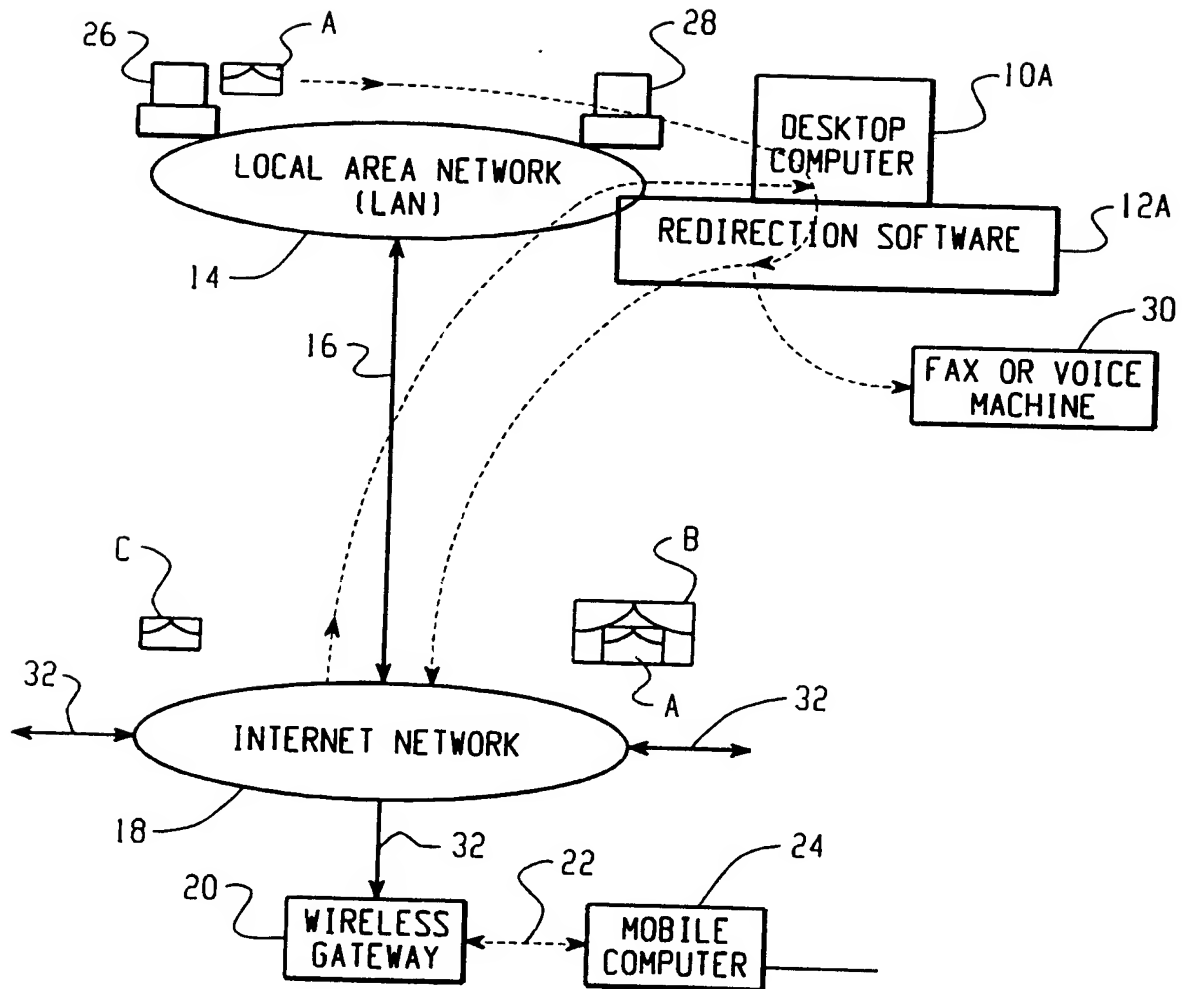 26
A
28
10A
DESKTOP
COMPUTER
LOCAL AREA NETWORK
(LAN)
12A
REDIRECTION SOFTWARE
14
16
30
FAX OR VOICE
MACHINE
C
B
A
32
32
INTERNET NETWORK
18
32
22
24
20
WIRELESS
GATEWAY
MOBILE
COMPUTER